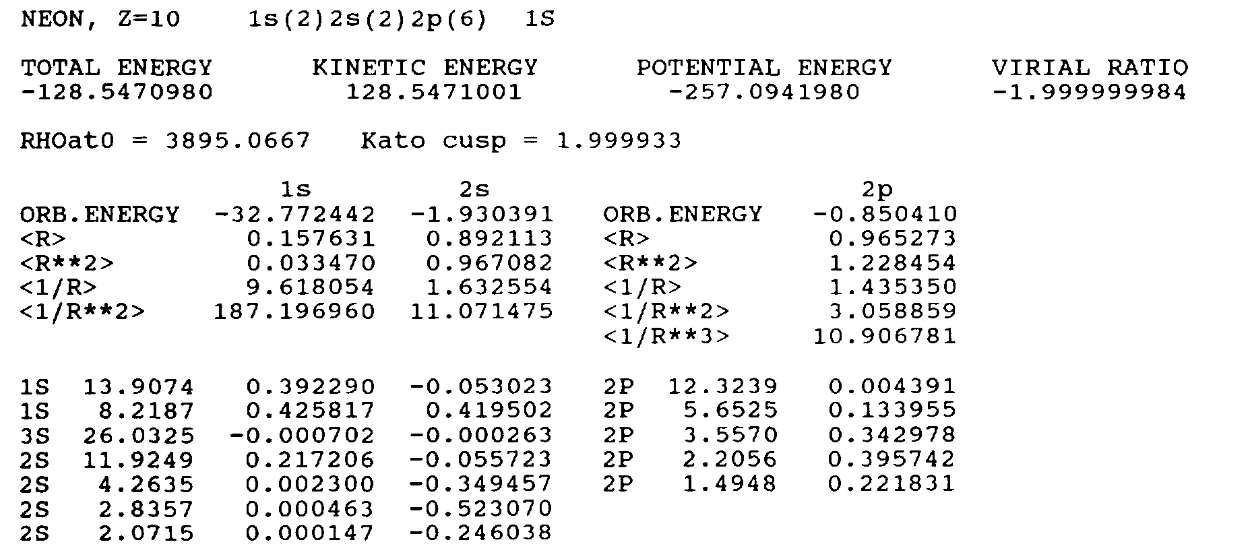 NEON, Z=10 1s(2)2s(2)2p(6) 1S
TOTAL ENERGY KINETIC ENERGY POTENTIAL ENERGY VIRIAL RATIO
-128.5470980 128.5471001 -257.0941980 -1.999999984
RHOat0 = 3895.0667 Kato cusp = 1.999933
1s 2s 2p
ORB.ENERGY -32.772442 -1.930391 ORB.ENERGY -0.850410
<R> 0.157631 0.892113 <R> 0.965273
<R**2> 0.033470 0.967082 <R**2> 1.228454
<1/R> 9.618054 1.632554 <1/R> 1.435350
<1/R**2> 187.196960 11.071475 <1/R**2> 3.058859
<1/R**3> 10.906781
1S 13.9074 0.392290 -0.053023 2P 12.3239 0.004391
1S 8.2187 0.425817 0.419502 2P 5.6525 0.133955
3S 26.0325 -0.000702 -0.000263 2P 3.5570 0.342978
2S 11.9249 0.217206 -0.055723 2P 2.2056 0.395742
2S 4.2635 0.002300 -0.349457 2P 1.4948 0.221831
2S 2.8357 0.000463 -0.523070
2S 2.0715 0.000147 -0.246038